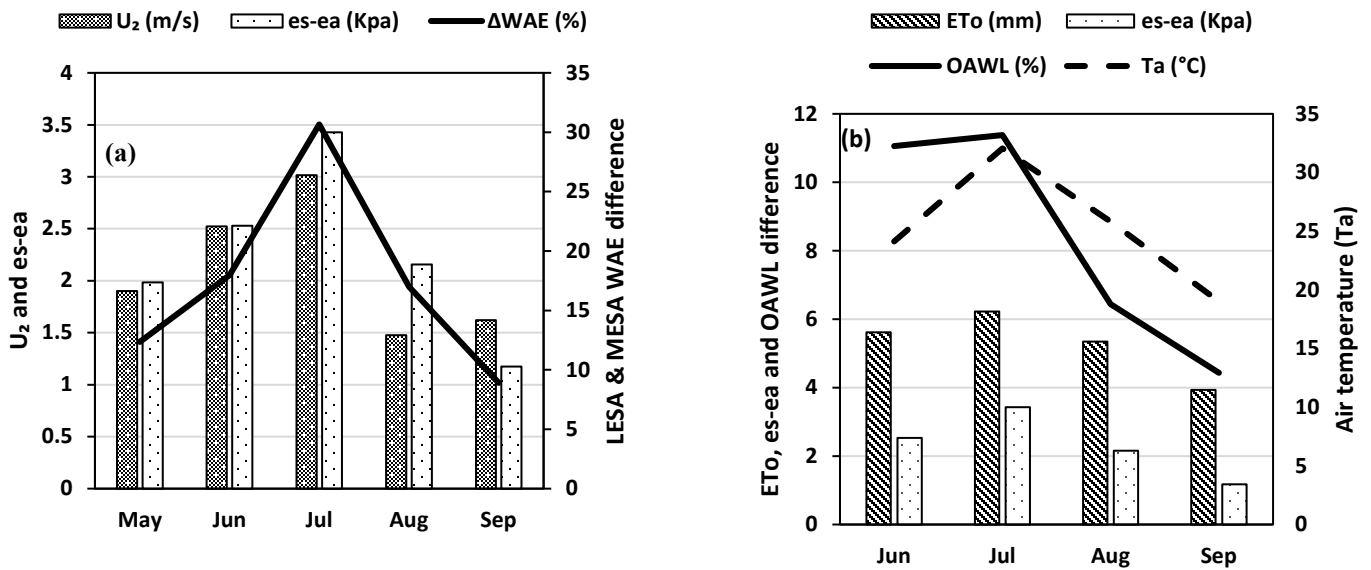 U₂ (m/s) es-ea (Kpa) ΔWAE (%)
(a)
U₂ and es-ea
4
3.5
3
2.5
2
1.5
1
0.5
0
LESA & MESA WAE difference
35
30
25
20
15
10
5
0
May Jun Jul Aug Sep
ETo (mm) es-ea (Kpa)
OAWL (%) Ta (°C)
(b)
ETo, es-ea and OAWL difference
12
10
8
6
4
2
0
Air temperature (Ta)
35
30
25
20
15
10
5
0
Jun Jul Aug Sep